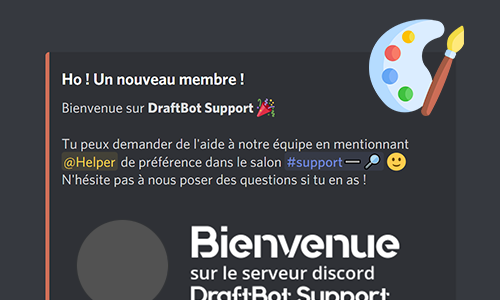 Ho ! Un nouveau membre !
Bienvenue sur DraftBot Support 🎉
Tu peux demander de l'aide à notre équipe en mentionnant
@Helper de préférence dans le salon #support➖🔎 🙂
N'hésite pas à nous poser des questions si tu en as !
Bienvenue
sur le serveur discord
DraftBot Support